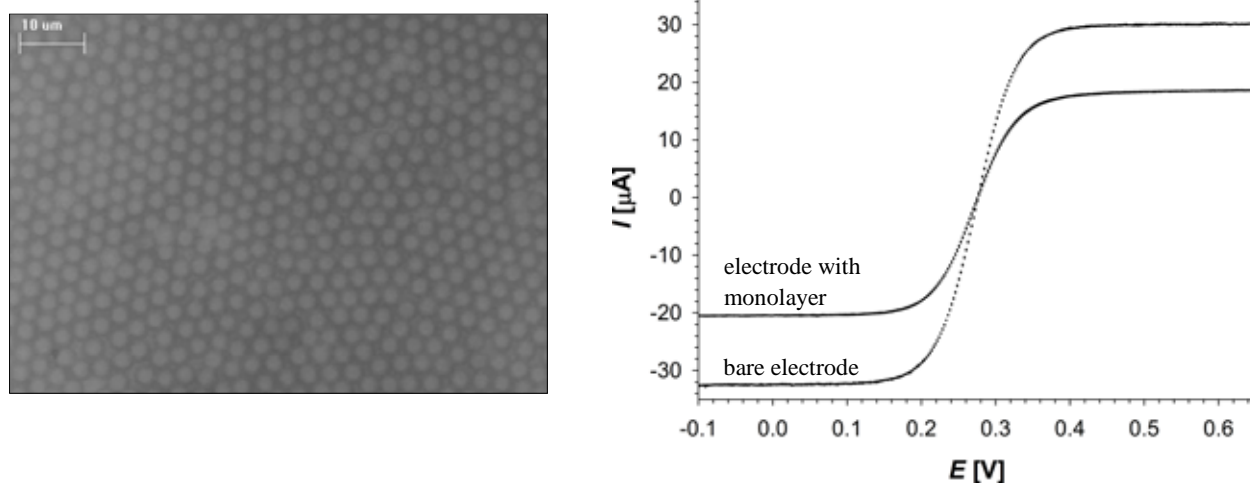 10 um
30
20
10
0
-10
-20
-30
I [µA]
electrode with
monolayer
bare electrode
-0.1 0.0 0.1 0.2 0.3 0.4 0.5 0.6
E [V]